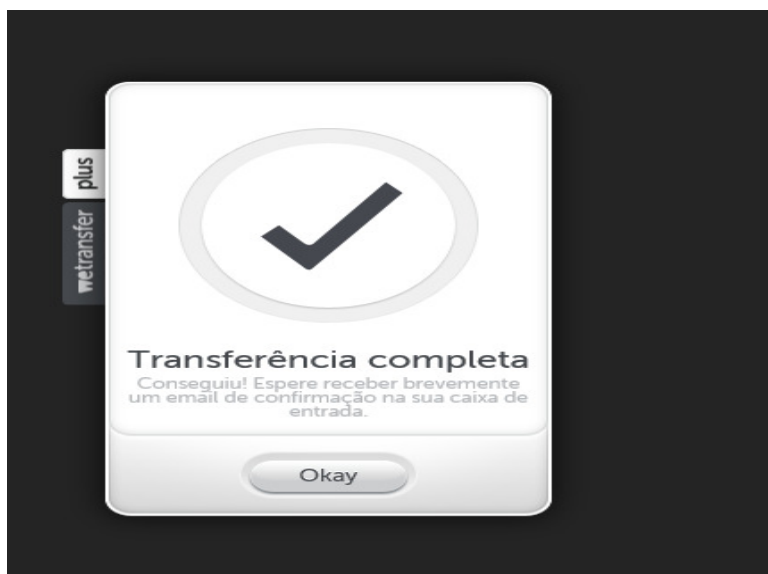 plus
wetransfer
Transferência completa
Conseguiu! Espere receber brevemente
um email de confirmação na sua caixa de
entrada.
Okay